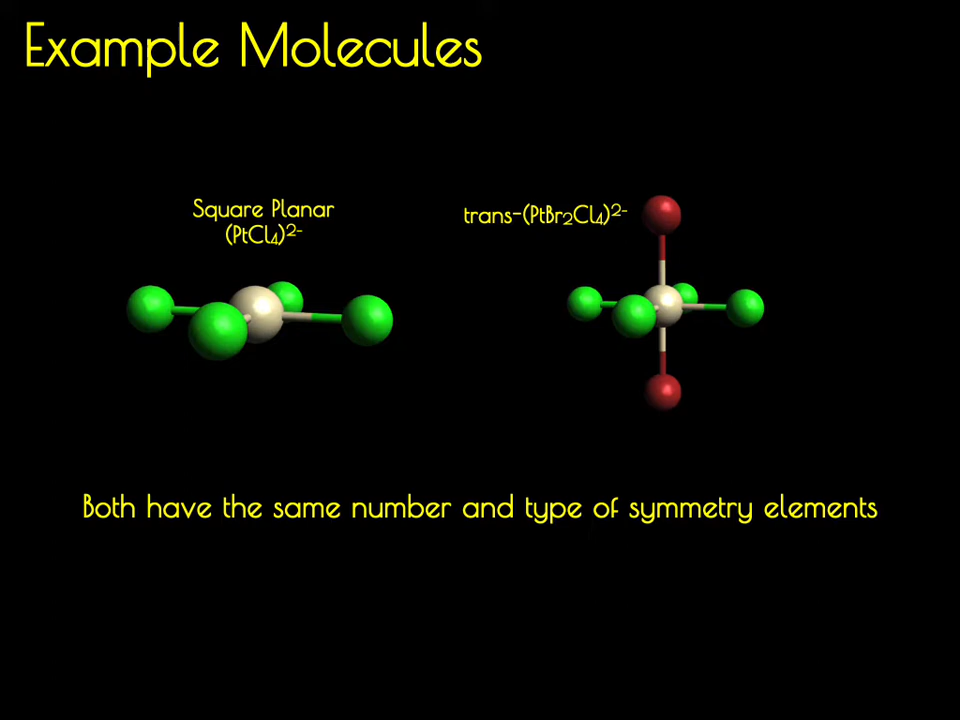 Example Molecules
Square Planar
(PtCl₄)²⁻
trans-(PtBr₂Cl₄)²⁻
Both have the same number and type of symmetry elements